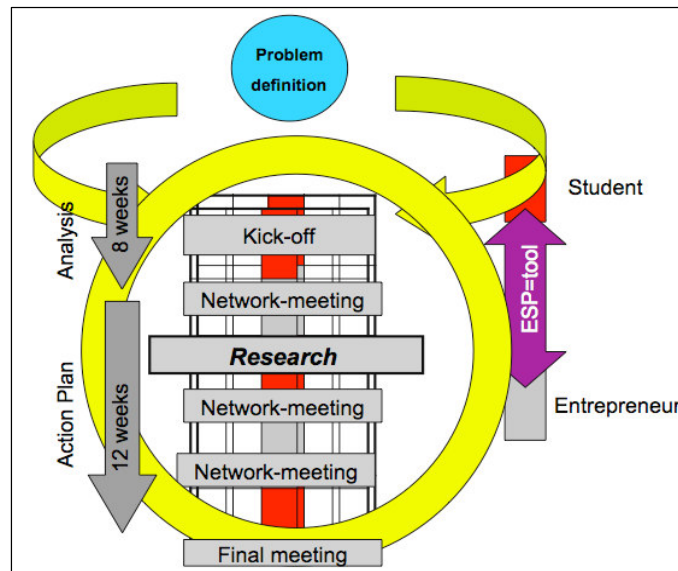 Problem
definition
Student
Analysis
8 weeks
Kick-off
Network-meeting
ESP=tool
Research
Action Plan
12 weeks
Network-meeting
Entrepreneur
Network-meeting
Final meeting